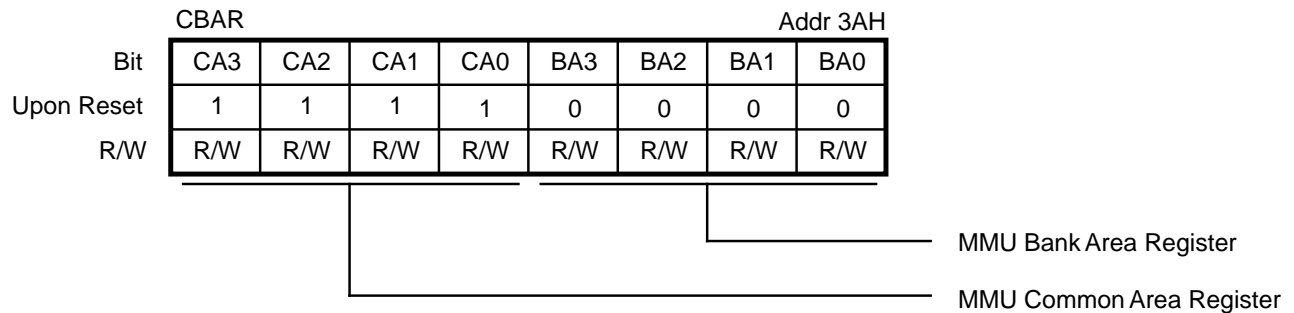 CBAR Addr 3AH
Bit CA3 CA2 CA1 CA0 BA3 BA2 BA1 BA0
Upon Reset 1 1 1 1 0 0 0 0
R/W R/W R/W R/W R/W R/W R/W R/W R/W
MMU Bank Area Register
MMU Common Area Register